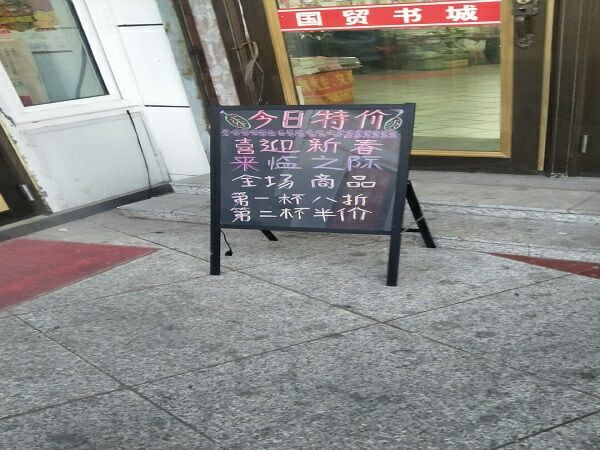 国贸书城
今日特价
喜迎新春
来临之际
全场商品
第一杯八折
第三杯半价